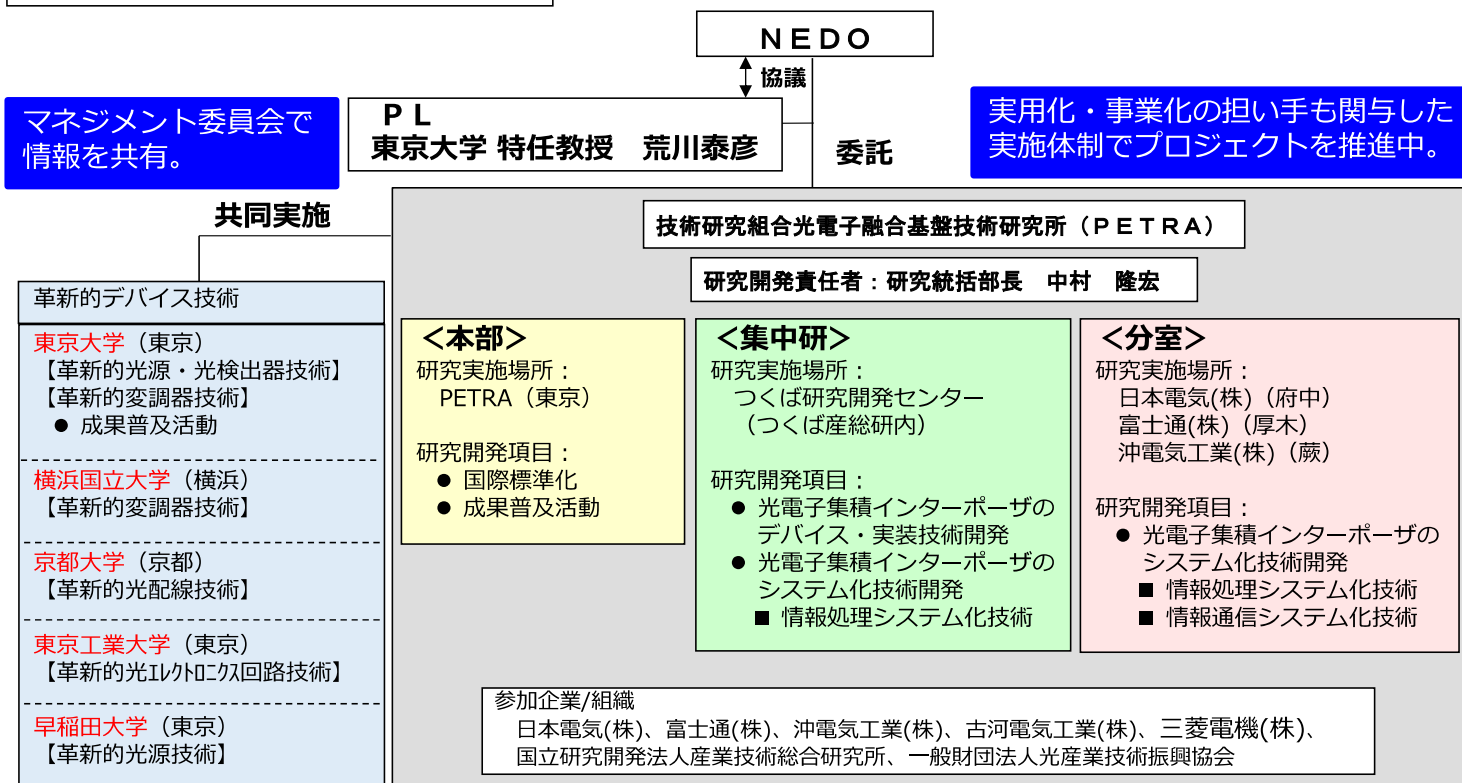 ＮＥＤＯ
協議
ＰＬ
東京大学 特任教授　荒川泰彦
マネジメント委員会で
情報を共有。
実用化・事業化の担い手も関与した
実施体制でプロジェクトを推進中。
委託
共同実施
技術研究組合光電子融合基盤技術研究所（ＰＥＴＲＡ）
研究開発責任者：研究統括部長　中村　隆宏
革新的デバイス技術
東京大学（東京）
【革新的光源・光検出器技術】
【革新的変調器技術】
● 成果普及活動
横浜国立大学（横浜）
【革新的変調器技術】
京都大学（京都）
【革新的光配線技術】
東京工業大学（東京）
【革新的光ｴﾚｸﾄﾛﾆｸｽ回路技術】
早稲田大学（東京）
【革新的光源技術】
＜本部＞
研究実施場所：
PETRA（東京）
研究開発項目：
● 国際標準化
● 成果普及活動
＜集中研＞
研究実施場所：
つくば研究開発センター
（つくば産総研内）
研究開発項目：
● 光電子集積インターポーザの
デバイス・実装技術開発
● 光電子集積インターポーザの
システム化技術開発
■ 情報処理システム化技術
＜分室＞
研究実施場所：
日本電気(株)（府中）
富士通(株)（厚木）
沖電気工業(株)（蕨）
研究開発項目：
● 光電子集積インターポーザの
システム化技術開発
■ 情報処理システム化技術
■ 情報通信システム化技術
参加企業/組織
日本電気(株)、富士通(株)、沖電気工業(株)、古河電気工業(株)、三菱電機(株)、
国立研究開発法人産業技術総合研究所、一般財団法人光産業技術振興協会